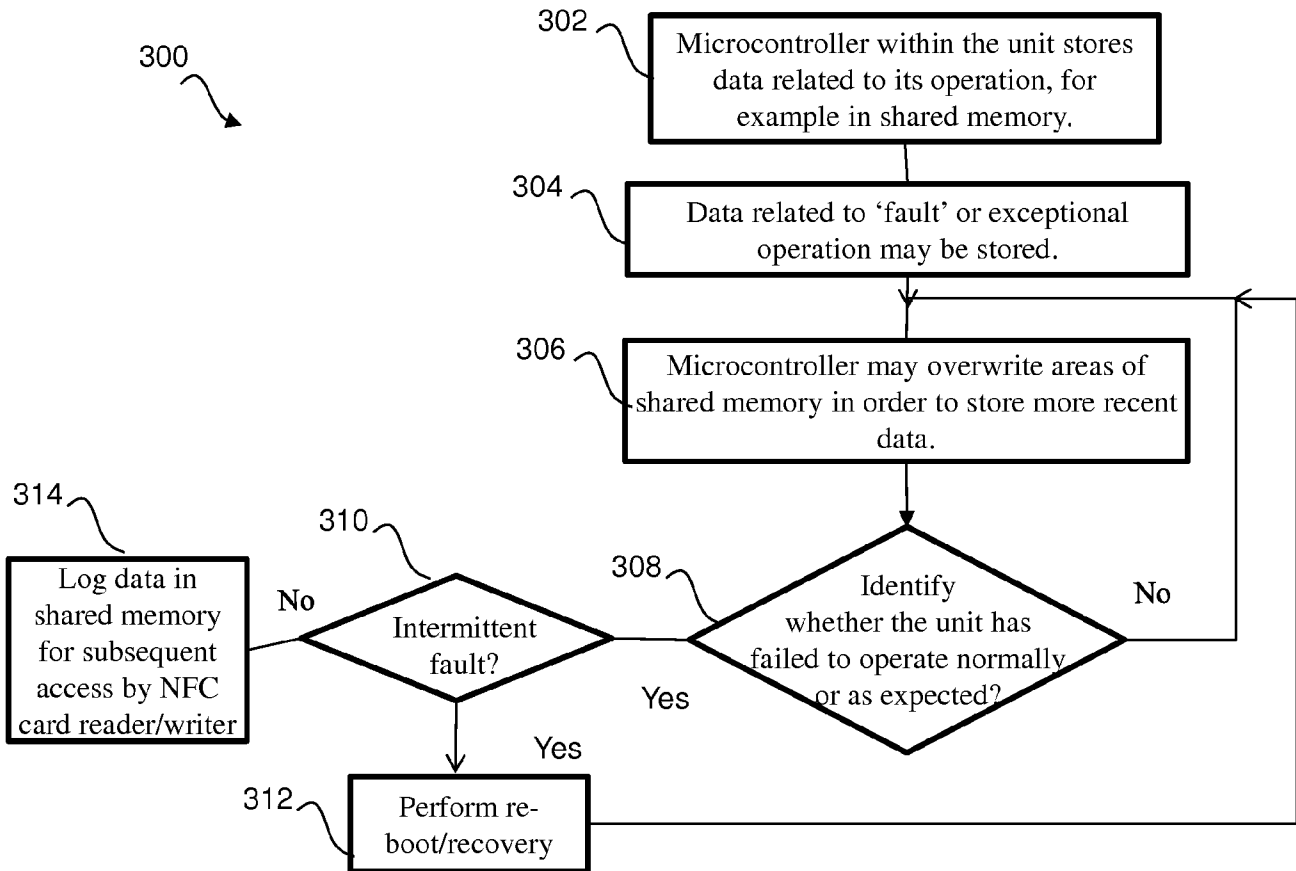 302
Microcontroller within the unit stores
data related to its operation, for
example in shared memory.
300
304
Data related to ‘fault’ or exceptional
operation may be stored.
306
Microcontroller may overwrite areas of
shared memory in order to store more recent
data.
314
Log data in
shared memory
for subsequent
access by NFC
card reader/writer
No
310
Intermittent
fault?
308
Identify
whether the unit has
failed to operate normally
or as expected?
No
Yes
Yes
312
Perform re-
boot/recovery